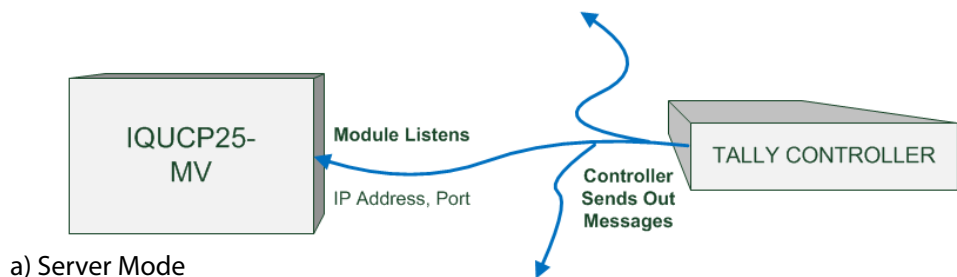 IQUCP25-
MV
Module Listens
IP Address, Port
Controller
Sends Out
Messages
TALLY CONTROLLER
a) Server Mode